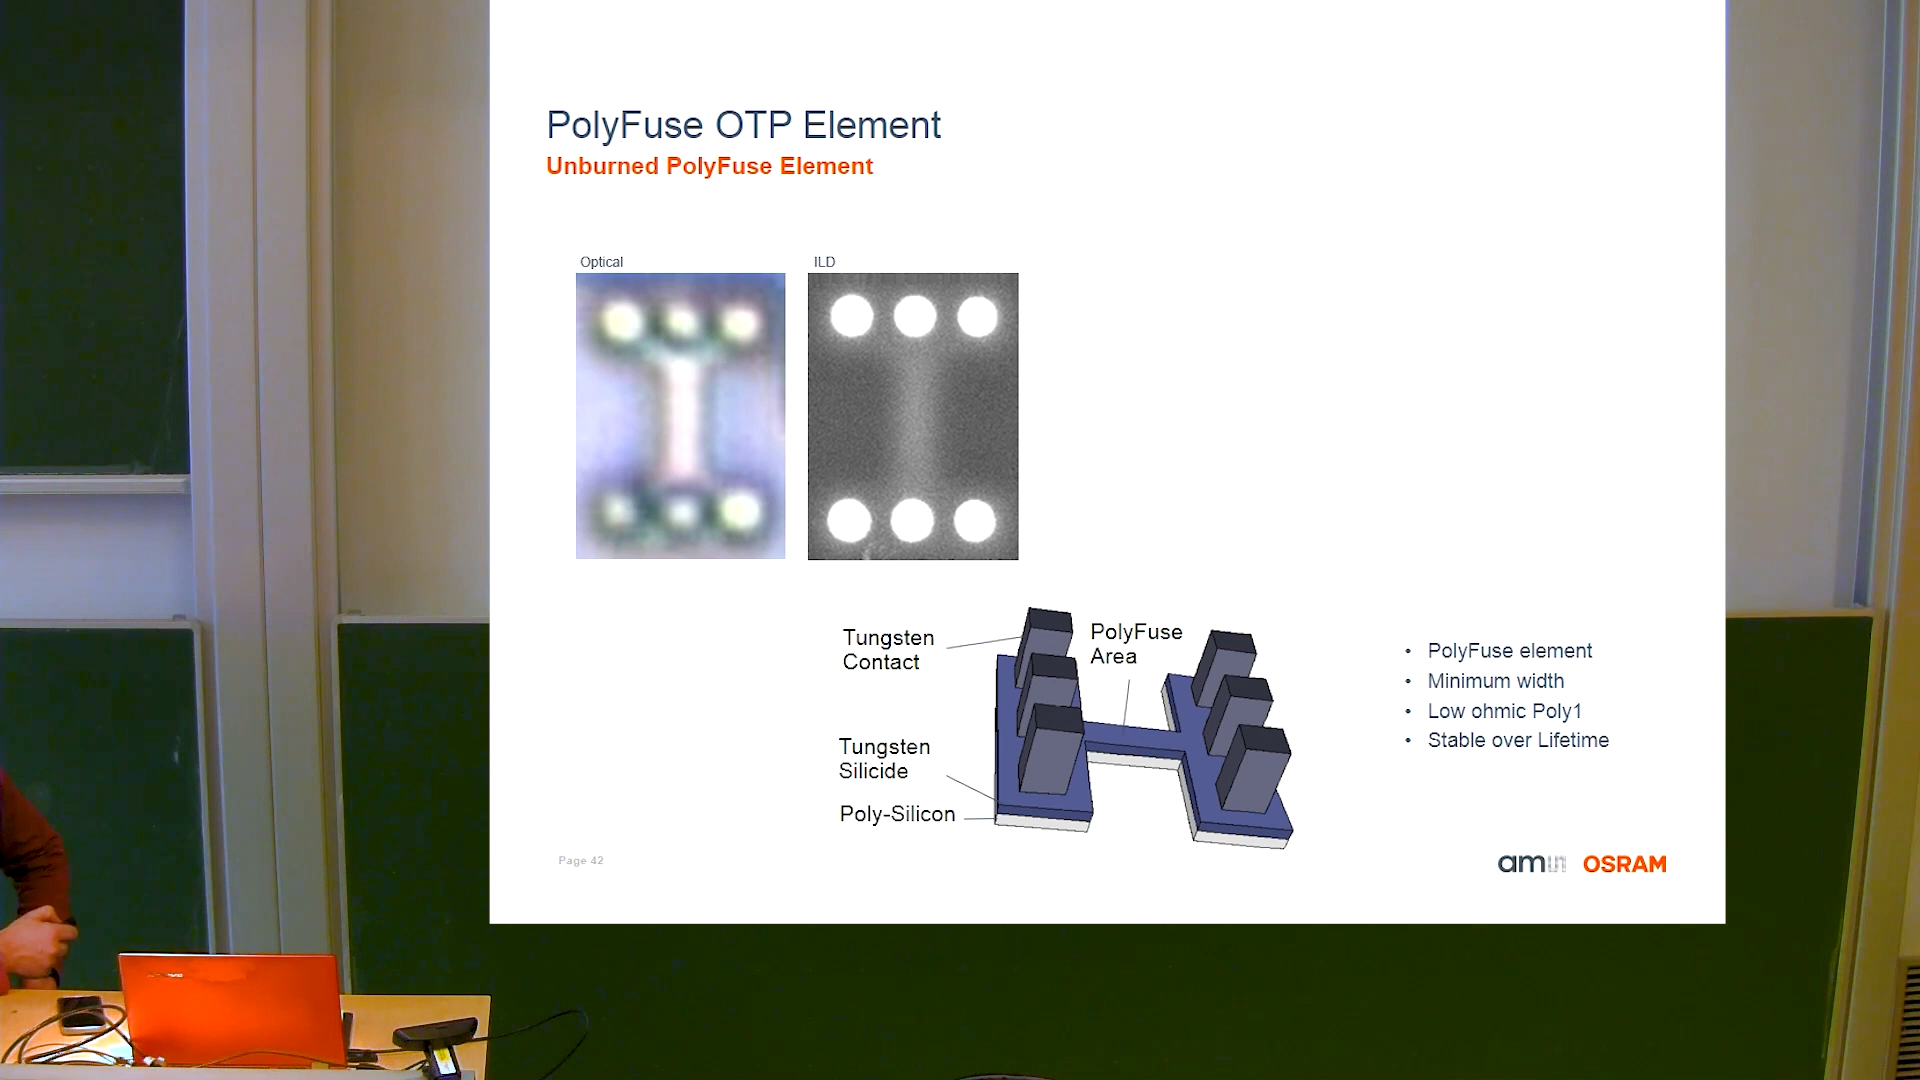 PolyFuse OTP Element
Unburned PolyFuse Element
Optical
ILD
Tungsten
Contact
PolyFuse
Area
Tungsten
Silicide
Poly-Silicon
• PolyFuse element
• Minimum width
• Low ohmic Poly1
• Stable over Lifetime
Page 42
am OSRAM